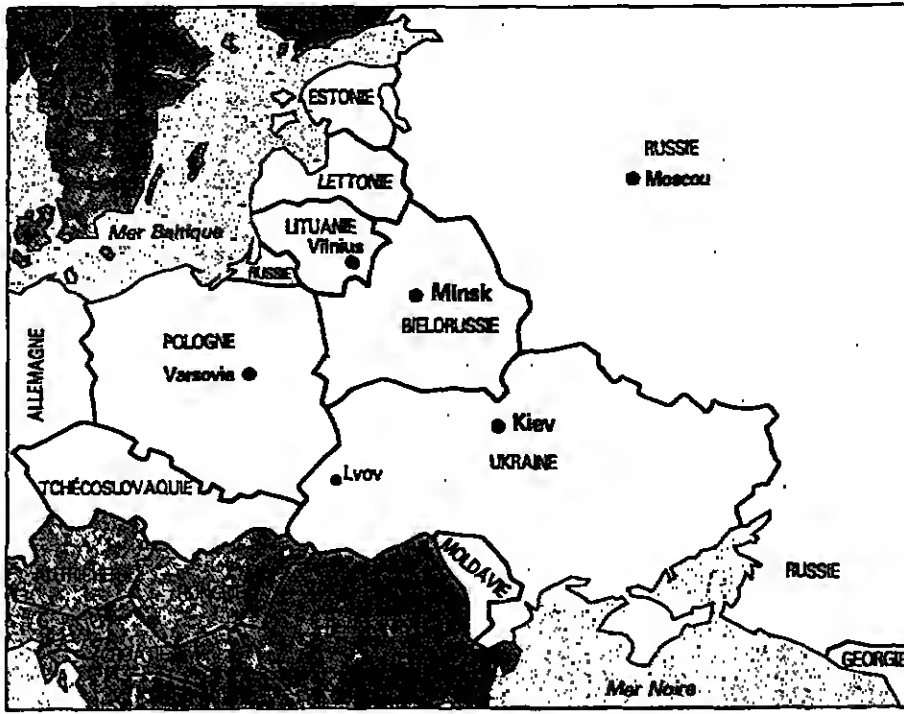 ESTONIE
RUSSIE
Moscou
LETTONIE
LITUANIE
Vilnius
Mer Baltique
RUSSIE
Minsk
BIELORUSSIE
POLOGNE
Varsovie
ALLEMAGNE
Kiev
UKRAINE
Lvov
TCHÉCOSLOVAQUIE
MOLDAVIE
RUSSIE
GEORGIE
Mer Noire